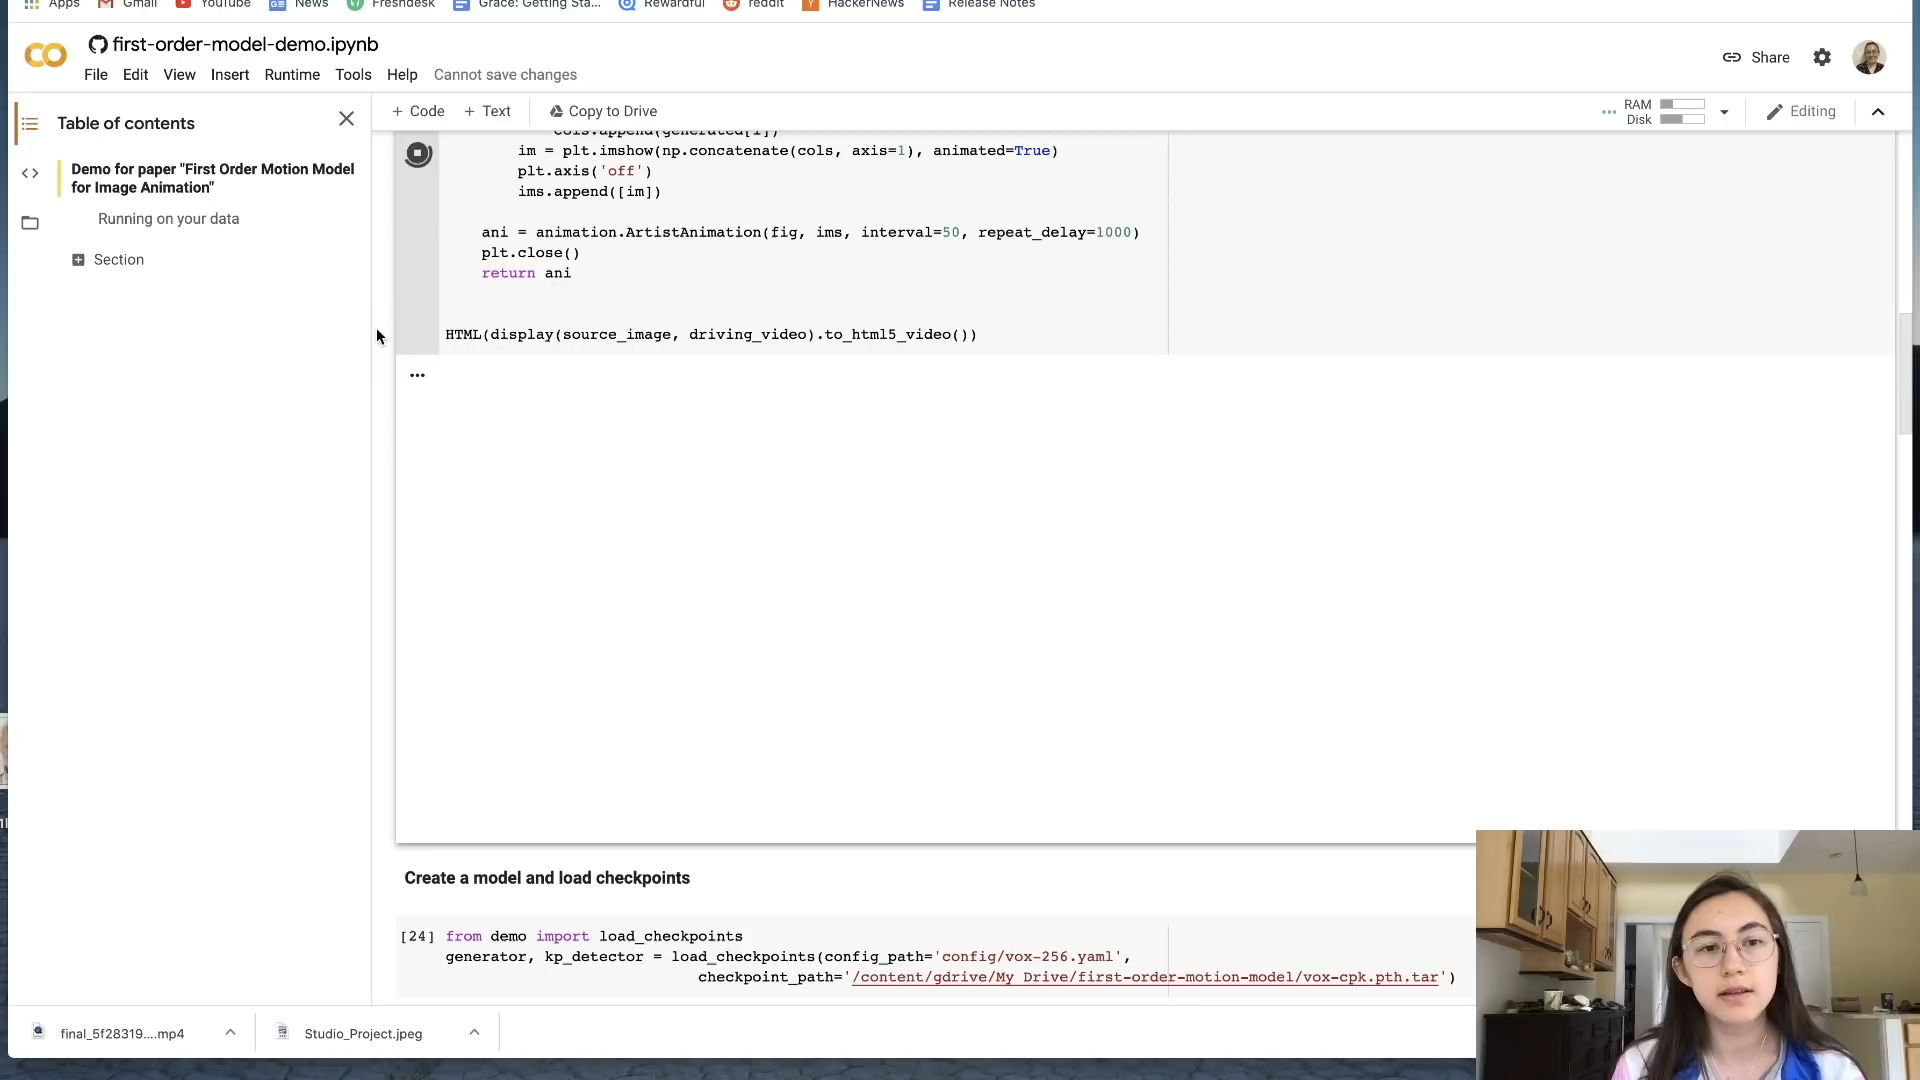 Apps Gmail YouTube News Freshdesk Grace: Getting Sta... Rewardful reddit HackerNews Release Notes
first-order-model-demo.ipynb
File Edit View Insert Runtime Tools Help Cannot save changes
Share
Table of contents
+ Code + Text Copy to Drive
RAM
Disk
Editing
Demo for paper "First Order Motion Model
for Image Animation"
Running on your data
Section
cols.append(generated[i])
im = plt.imshow(np.concatenate(cols, axis=1), animated=True)
plt.axis('off')
ims.append([im])
ani = animation.ArtistAnimation(fig, ims, interval=50, repeat_delay=1000)
plt.close()
return ani
HTML(display(source_image, driving_video).to_html5_video())
...
Create a model and load checkpoints
[24] from demo import load_checkpoints
generator, kp_detector = load_checkpoints(config_path='config/vox-256.yaml',
checkpoint_path='/content/gdrive/My Drive/first-order-motion-model/vox-cpk.pth.tar')
final_5f28319....mp4
Studio_Project.jpeg